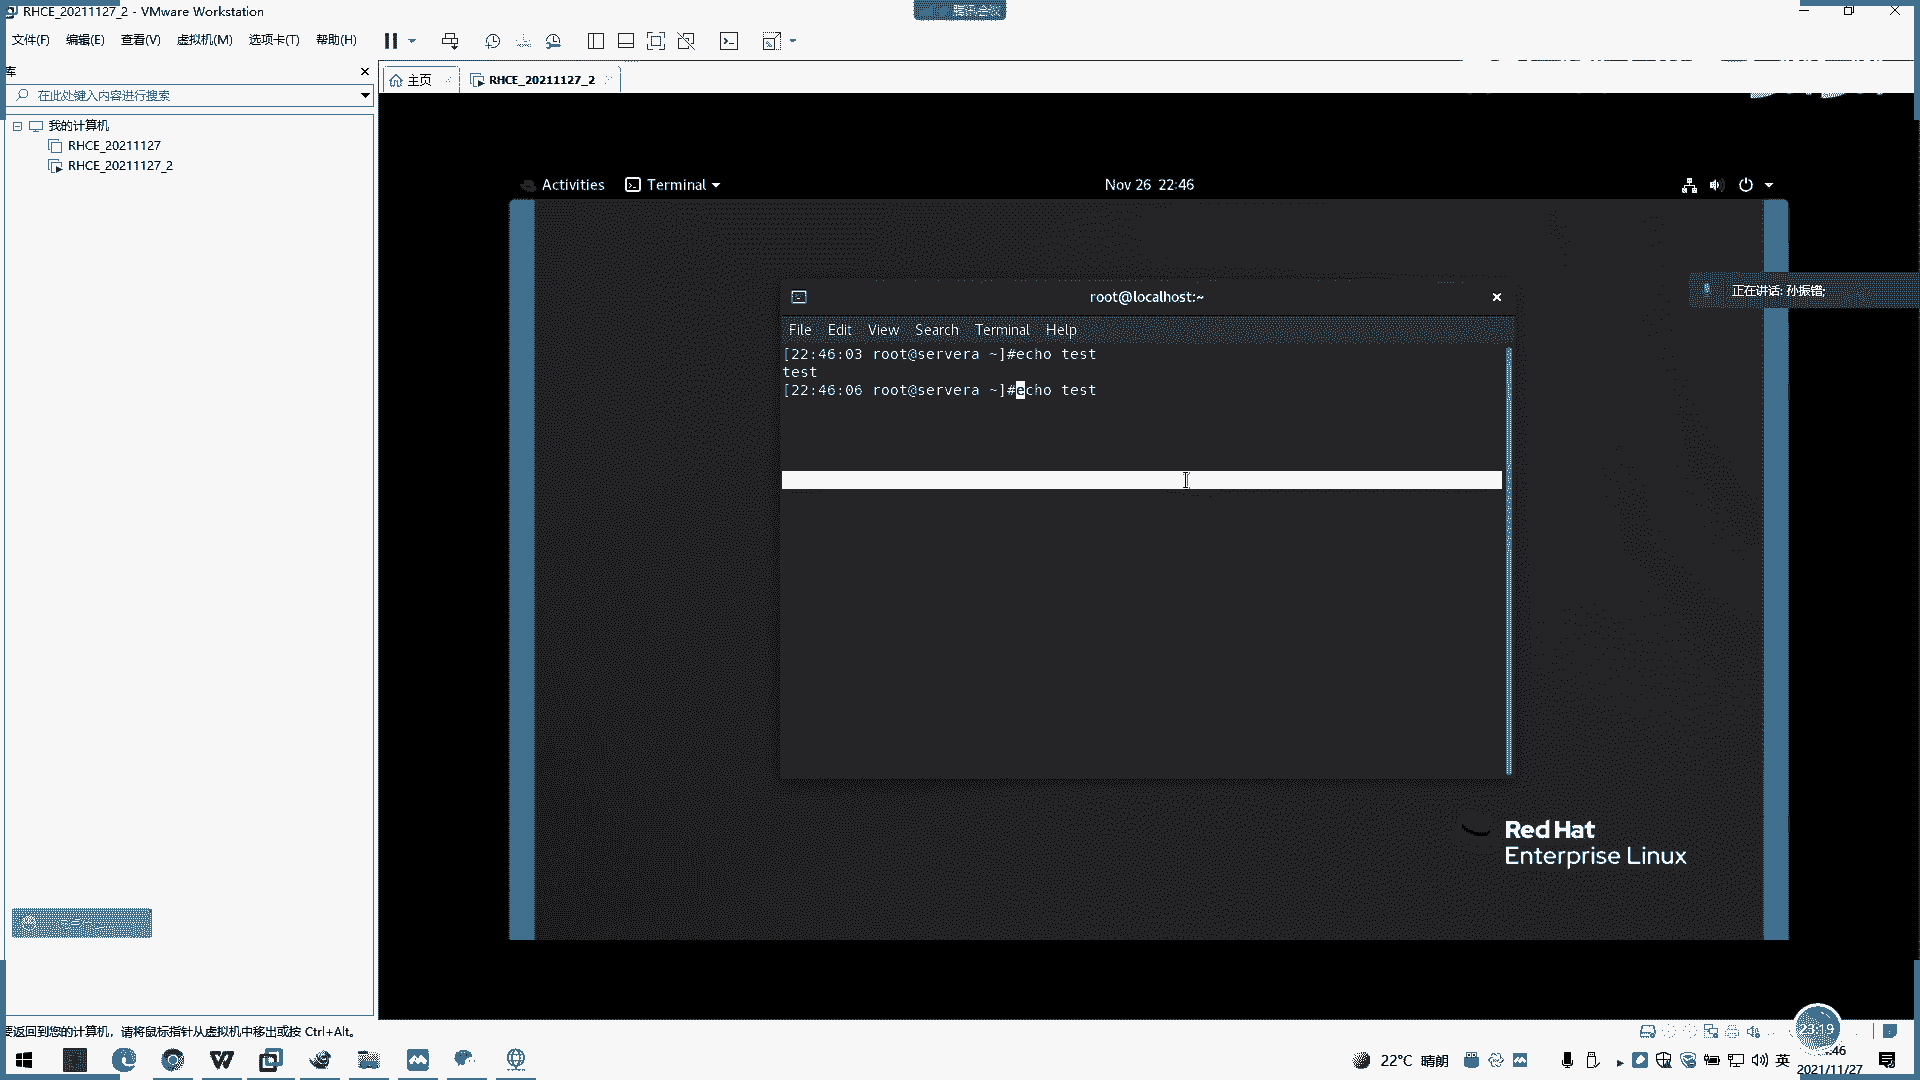 RHCE_20211127_2 - VMware Workstation
腾讯会议
文件(F) 编辑(E) 查看(V) 虚拟机(M) 选项卡(T) 帮助(H)
库
主页
RHCE_20211127_2
在此处键入内容进行搜索
我的计算机
RHCE_20211127
RHCE_20211127_2
Activities
Terminal
Nov 26 22:46
正在讲话: 孙振锴;
root@localhost:~
File Edit View Search Terminal Help
[22:46:03 root@servera ~]#echo test
test
[22:46:06 root@servera ~]#echo test
Red Hat
Enterprise Linux
要返回到您的计算机，请将鼠标指针从虚拟机中移出或按 Ctrl+Alt。
23:19
22°C 晴朗
英
2021/11/27